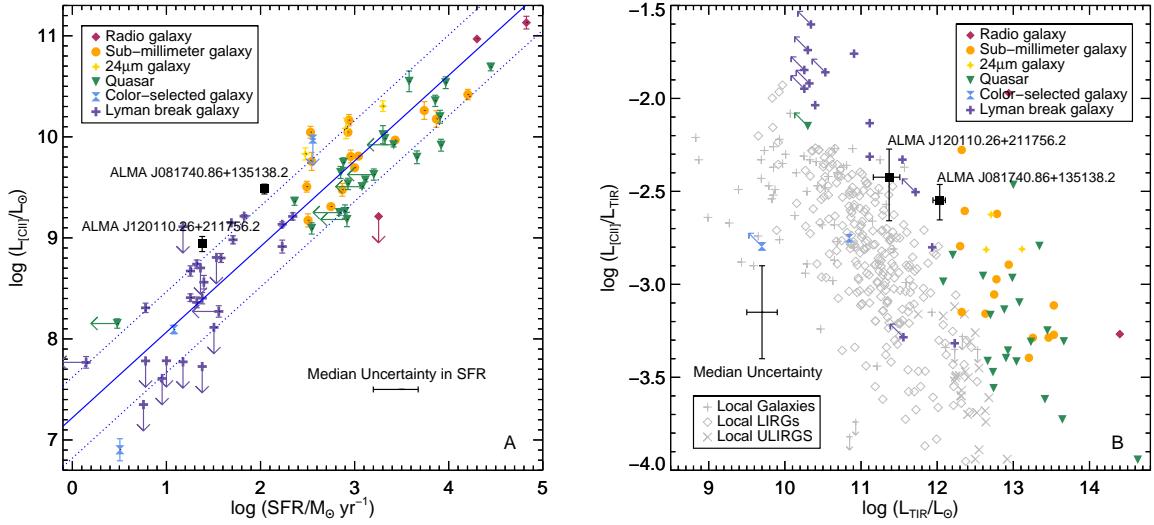 11
10
9
8
7
log (L[CII]/L⊙)
Radio galaxy
Sub−millimeter galaxy
24μm galaxy
Quasar
Color−selected galaxy
Lyman break galaxy
ALMA J081740.86+135138.2
ALMA J120110.26+211756.2
Median Uncertainty in SFR
A
0 1 2 3 4 5
log (SFR/M⊙ yr−1)
−1.5
−2.0
−2.5
−3.0
−3.5
−4.0
log (L[CII]/LTIR)
Radio galaxy
Sub−millimeter galaxy
24μm galaxy
Quasar
Color−selected galaxy
Lyman break galaxy
ALMA J120110.26+211756.2
ALMA J081740.86+135138.2
Median Uncertainty
Local Galaxies
Local LIRGs
Local ULIRGS
B
9 10 11 12 13 14
log (LTIR/L⊙)